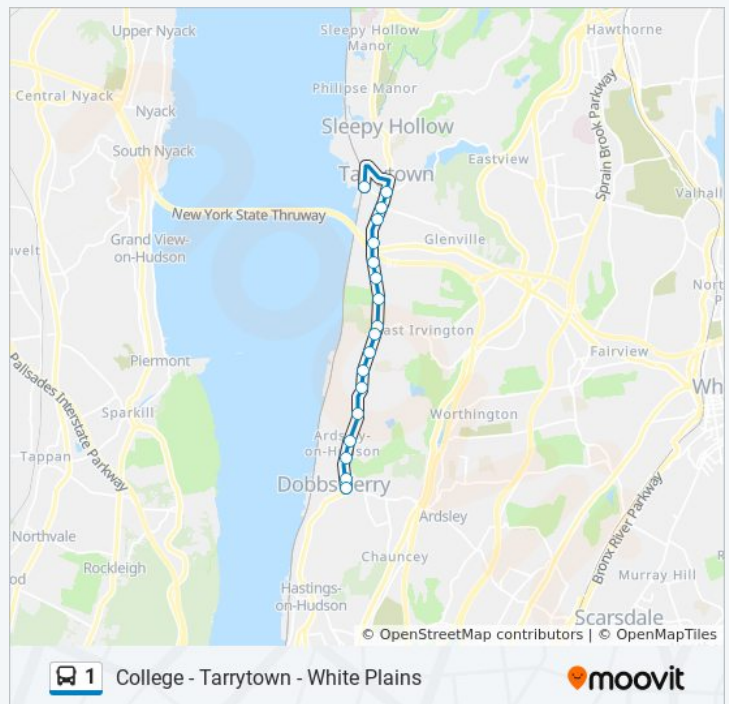 Upper Nyack
Sleepy Hollow
Manor
Hawthorne
Central Nyack
Nyack
Philipse Manor
Sprain Brook Parkway
South Nyack
Sleepy Hollow
Eastview
Tarrytown
Valhall
New York State Thruway
Grand View-
on-Hudson
Glenville
velt
Nort
P
East Irvington
Piermont
Fairview
Palisades Interstate Parkway
Wh
Sparkill
Worthington
Ardsley-
on-Hudson
Tappan
Dobbs Ferry
Ardsley
Bronx River Parkway
Northvale
Chauncey
R
od
Rockleigh
Murray Hill
Hastings-
on-Hudson
Scarsdale
© OpenStreetMap contributors | © OpenMapTiles
1 College - Tarrytown - White Plains
moovit